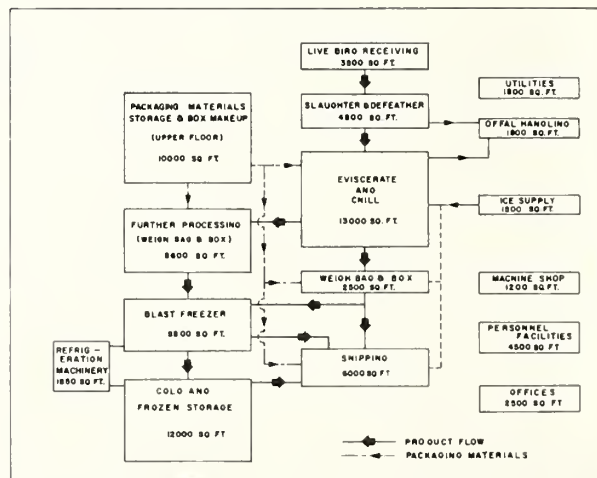 LIVE BIRD RECEIVING
3800 SQ FT.
PACKAGING MATERIALS
STORAGE & BOX MAKEUP
(UPPER FLOOR)
10000 SQ FT.
SLAUGHTER & DEFEATHER
4800 SQ. FT.
UTILITIES
1800 SQ. FT.
OFFAL HANDLING
1800 SQ. FT.
EVISCERATE
AND
CHILL
13000 SQ. FT.
ICE SUPPLY
1800 SQ FT
FURTHER PROCESSING
(WEIGH BAG & BOX)
SQ FT
WEIGH BAG & BOX
2500 SQ. FT.
MACHINE SHOP
1200 SQ FT.
BLAST FREEZER
SQ FT.
PERSONNEL
FACILITIES
4500 SQ FT
REFRIG-
ERATION
MACHINERY
SQ FT.
SHIPPING
6000 SQ FT
COLD AND
FROZEN STORAGE
12000 SQ FT
OFFICES
2500 SQ FT
PRODUCT FLOW
PACKAGING MATERIALS